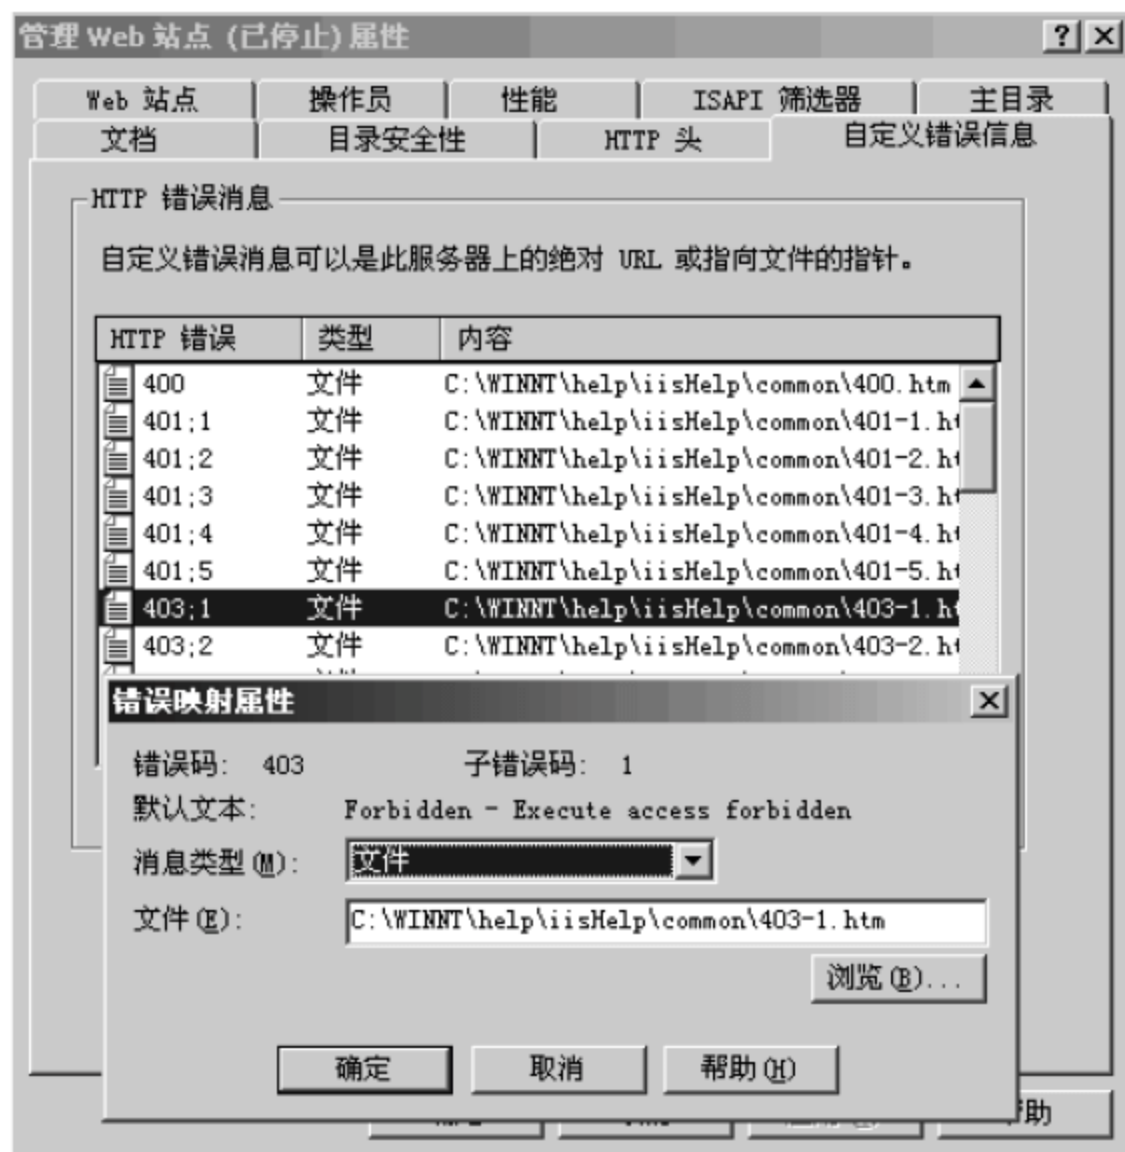 管理 Web 站点 (已停止) 属性
Web 站点 操作员 性能 ISAPI 筛选器 主目录
文档 目录安全性 HTTP 头 自定义错误信息
HTTP 错误消息
自定义错误消息可以是此服务器上的绝对 URL 或指向文件的指针。
HTTP 错误 类型 内容
400 文件 C:\WINNT\help\iisHelp\common\400.htm
401;1 文件 C:\WINNT\help\iisHelp\common\401-1.ht
401;2 文件 C:\WINNT\help\iisHelp\common\401-2.ht
401;3 文件 C:\WINNT\help\iisHelp\common\401-3.ht
401;4 文件 C:\WINNT\help\iisHelp\common\401-4.ht
401;5 文件 C:\WINNT\help\iisHelp\common\401-5.ht
403;1 文件 C:\WINNT\help\iisHelp\common\403-1.ht
403;2 文件 C:\WINNT\help\iisHelp\common\403-2.ht
错误映射属性
错误码: 403 子错误码: 1
默认文本: Forbidden - Execute access forbidden
消息类型(M): 文件
文件(E): C:\WINNT\help\iisHelp\common\403-1.htm
浏览(B)...
确定 取消 帮助(H)
助